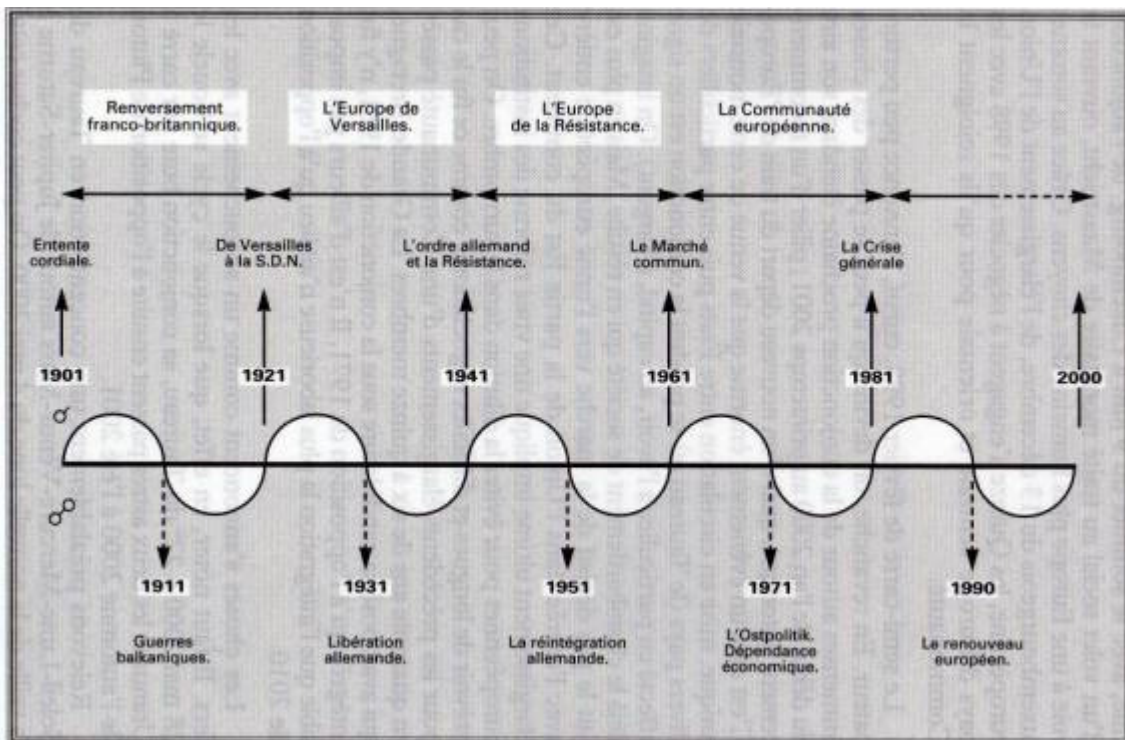 Renversement
franco-britannique.
L'Europe de
Versailles.
L'Europe
de la Résistance.
La Communauté
européenne.
Entente
cordiale.
De Versailles
à la S.D.N.
L'ordre allemand
et la Résistance.
Le Marché
commun.
La Crise
générale
1901
1921
1941
1961
1981
2000
1911
1931
1951
1971
1990
Guerres
balkaniques.
Libération
allemande.
La réintégration
allemande.
L'Ostpolitik.
Dépendance
économique.
Le renouveau
européen.